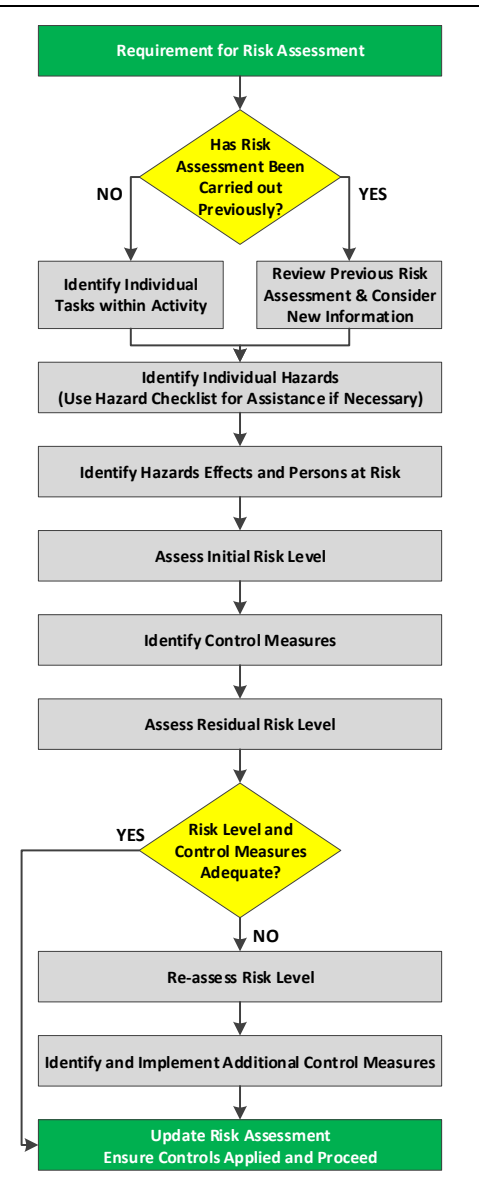 Requirement for Risk Assessment
Has Risk
Assessment Been
Carried out
Previously?
NO
YES
Identify Individual
Tasks within Activity
Review Previous Risk
Assessment & Consider
New Information
Identify Individual Hazards
(Use Hazard Checklist for Assistance if Necessary)
Identify Hazards Effects and Persons at Risk
Assess Initial Risk Level
Identify Control Measures
Assess Residual Risk Level
YES
Risk Level and
Control Measures
Adequate?
NO
Re-assess Risk Level
Identify and Implement Additional Control Measures
Update Risk Assessment
Ensure Controls Applied and Proceed